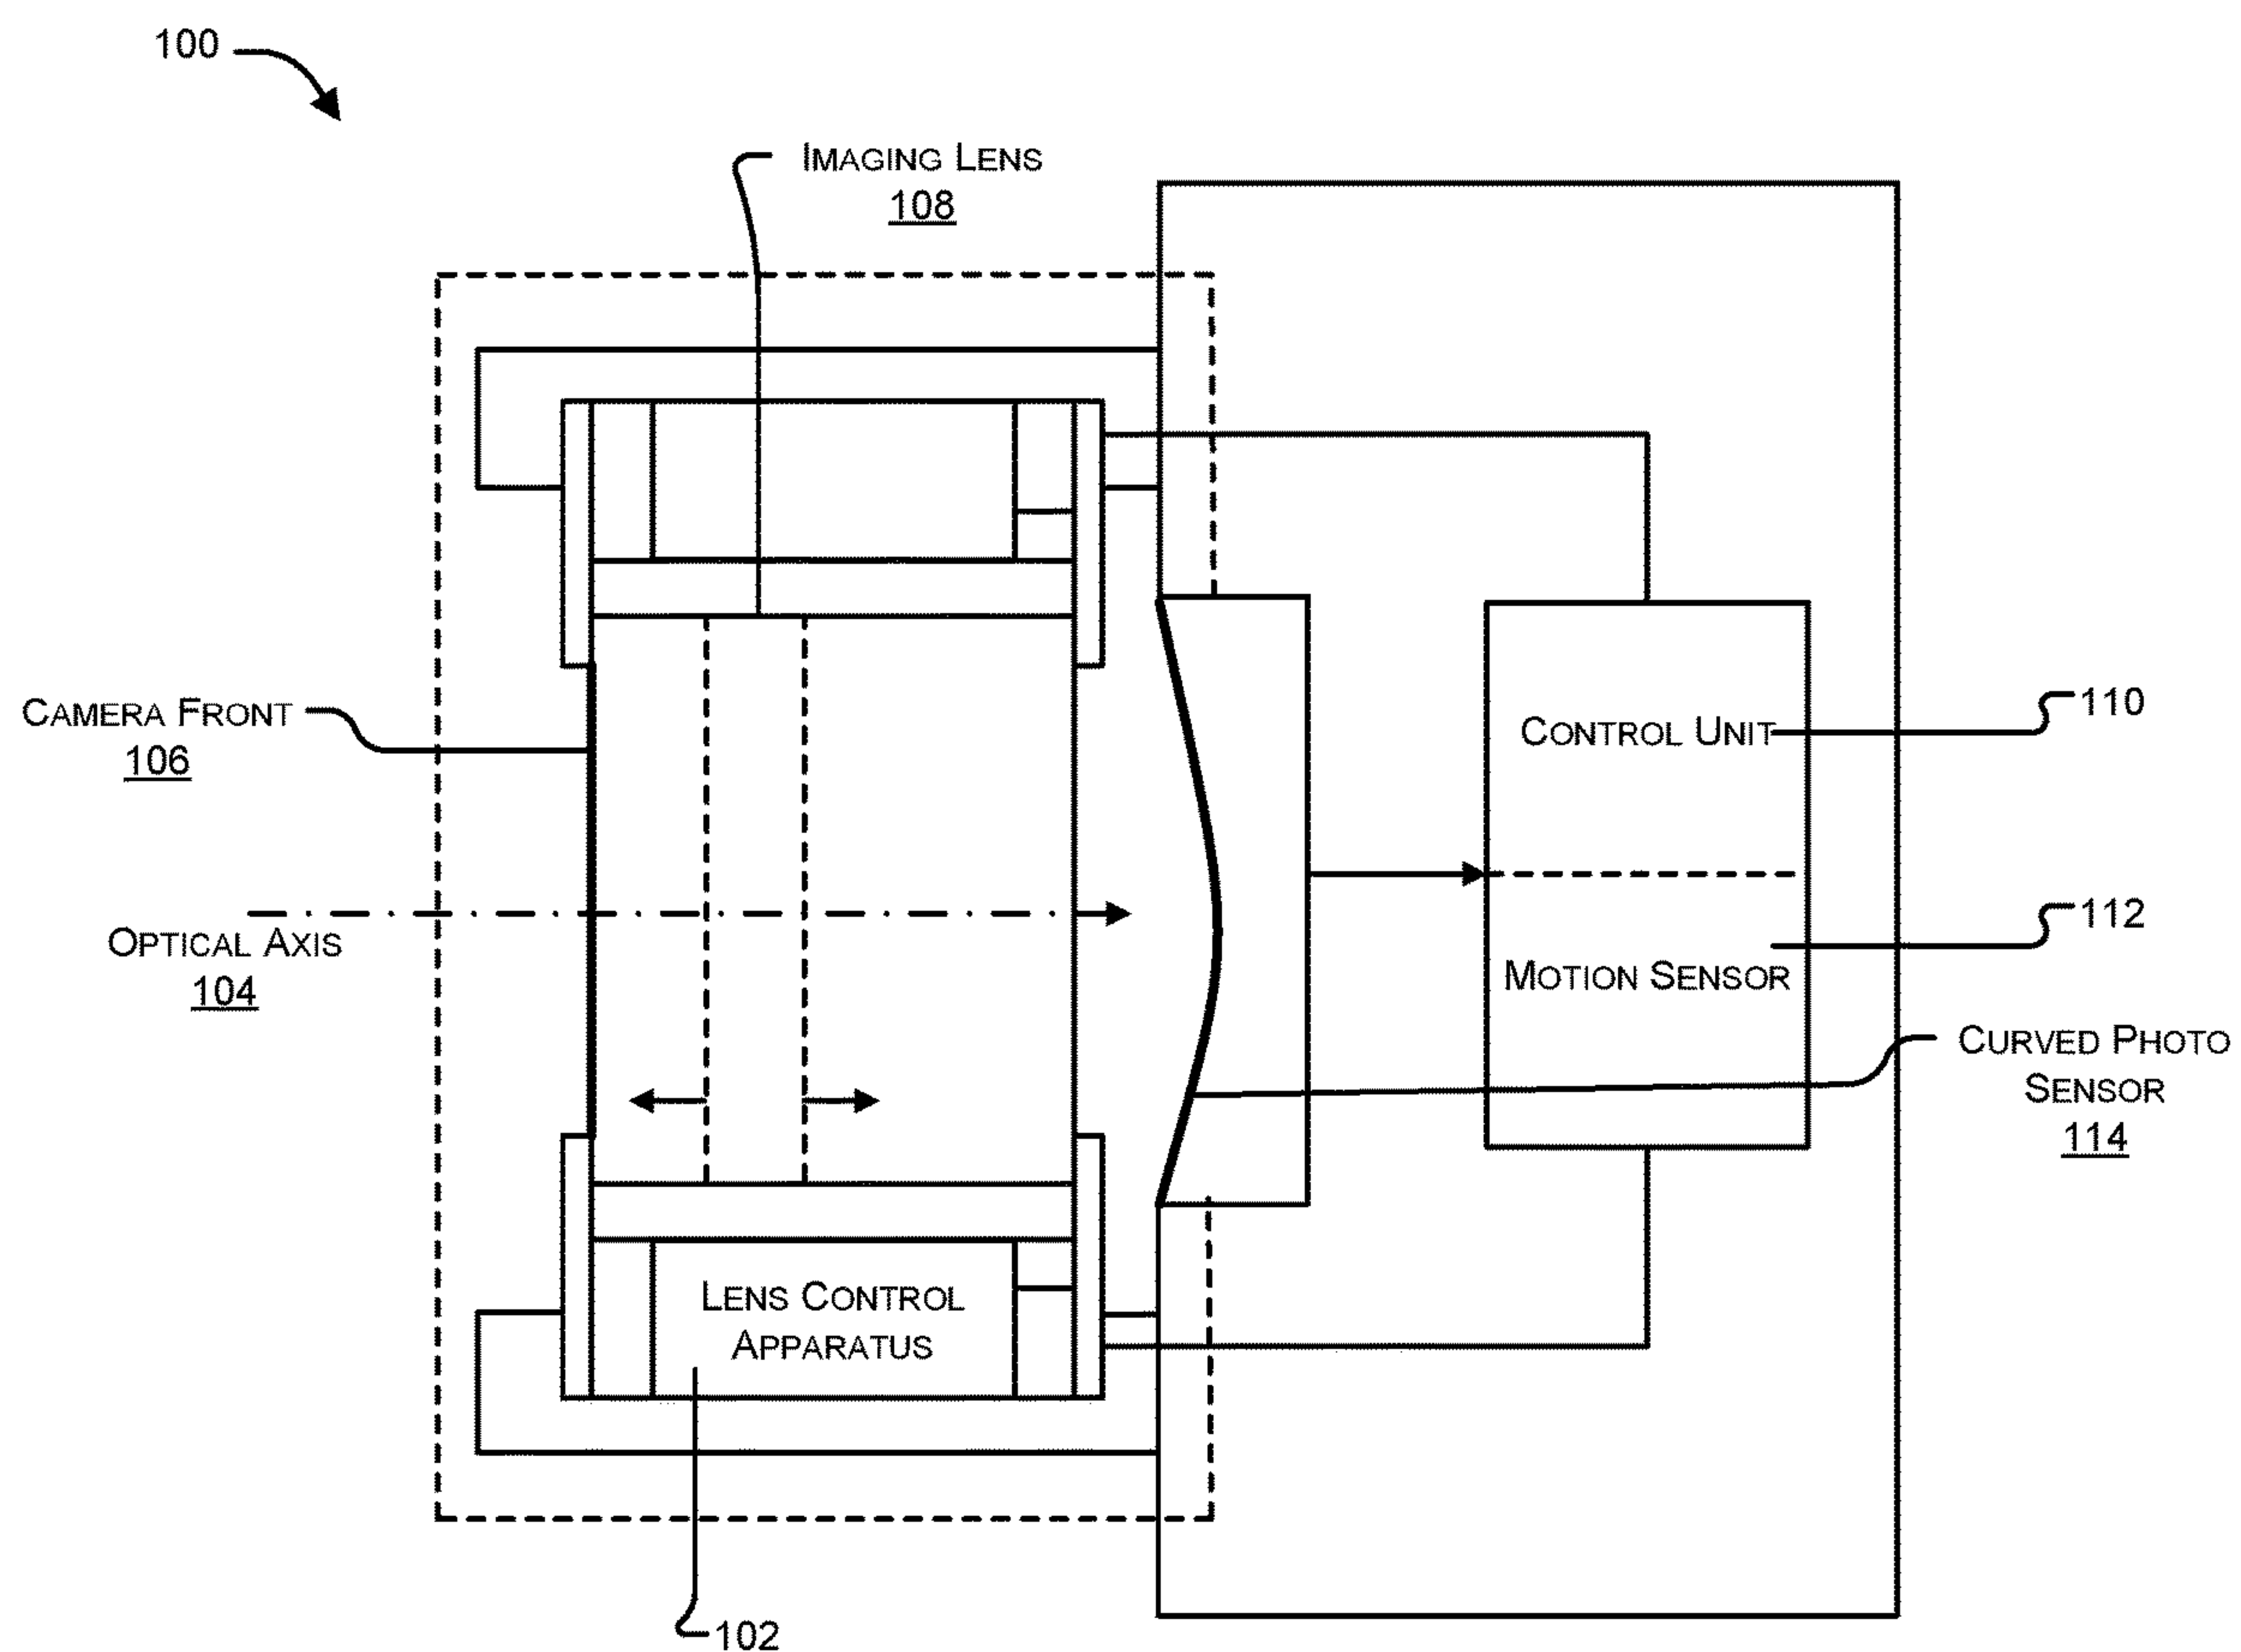 100
IMAGING LENS
108
CAMERA FRONT
106
CONTROL UNIT
110
OPTICAL AXIS
104
112
MOTION SENSOR
CURVED PHOTO
SENSOR
114
LENS CONTROL
APPARATUS
102